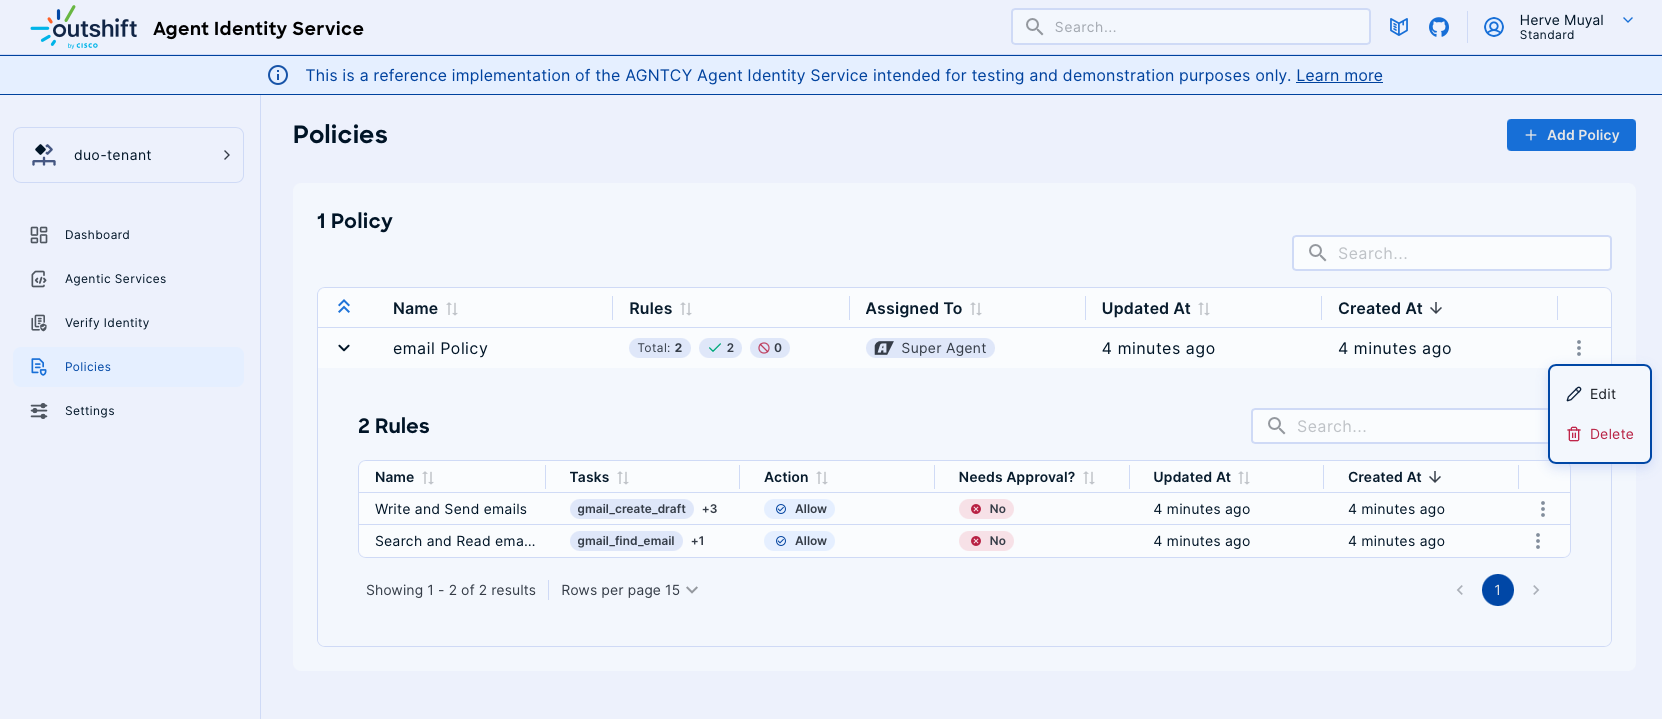 outshift
by CISCO
Agent Identity Service
Search...
Herve Muyal
Standard
This is a reference implementation of the AGNTCY Agent Identity Service intended for testing and demonstration purposes only. Learn more
duo-tenant
Dashboard
Agentic Services
Verify Identity
Policies
Settings
Policies
+ Add Policy
1 Policy
Search...
Name Rules Assigned To Updated At Created At
email Policy Total: 2 2 0 Super Agent 4 minutes ago 4 minutes ago
Edit
Delete
2 Rules
Search...
Name Tasks Action Needs Approval? Updated At Created At
Write and Send emails gmail_create_draft +3 Allow No 4 minutes ago 4 minutes ago
Search and Read ema... gmail_find_email +1 Allow No 4 minutes ago 4 minutes ago
Showing 1 - 2 of 2 results Rows per page 15 1